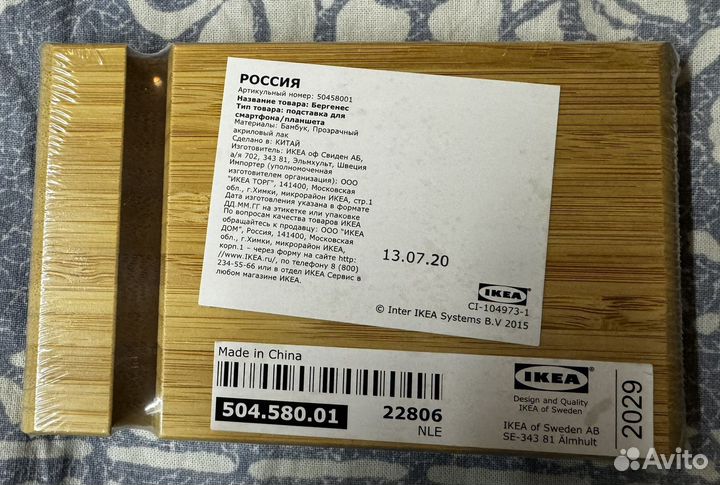 РОССИЯ
Артикульный номер: 50458001
Название товара: Бергенес
Тип товара: подставка для
смартфона/планшета
Материалы: Бамбук, Прозрачный
акриловый лак
Сделано в: КИТАЙ
Изготовитель: ИКЕА оф Свиден АБ,
а/я 702, 343 81, Эльмхульт, Швеция
Импортер (уполномоченная
изготовителем организация): ООО
"ИКЕА ТОРГ", 141400, Московская
обл., г.Химки, микрорайон ИКЕА, стр.1
Дата изготовления указана в формате
ДД.ММ.ГГ на этикетке или упаковке
По вопросам качества товаров ИКЕА
обращайтесь к продавцу: ООО "ИКЕА
ДОМ", Россия, 141400, Московская
обл., г.Химки, микрорайон ИКЕА,
корп.1 – через форму на сайте http:
//www.IKEA.ru/, по телефону 8 (800)
234-55-66 или в отдел ИКЕА Сервис в
любом магазине ИКЕА.
13.07.20
IKEA
CI-104973-1
© Inter IKEA Systems B.V 2015
Made in China
504.580.01
22806
NLE
IKEA
Design and Quality
IKEA of Sweden
IKEA of Sweden AB
SE-343 81 Älmhult
2029
Avito